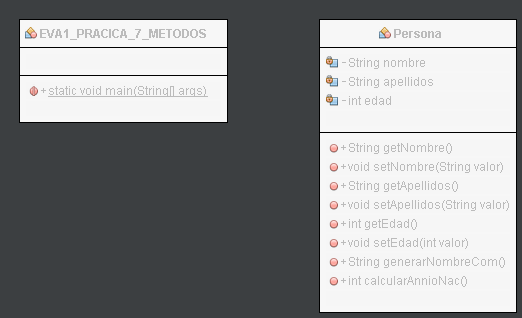 EVA1_PRACICA_7_METODOS
+static void main(String[] args)
Persona
-String nombre
-String apellidos
-int edad
+String getNombre()
+void setNombre(String valor)
+String getApellidos()
+void setApellidos(String valor)
+int getEdad()
+void setEdad(int valor)
+String generarNombreCom()
+int calcularAnnioNac()